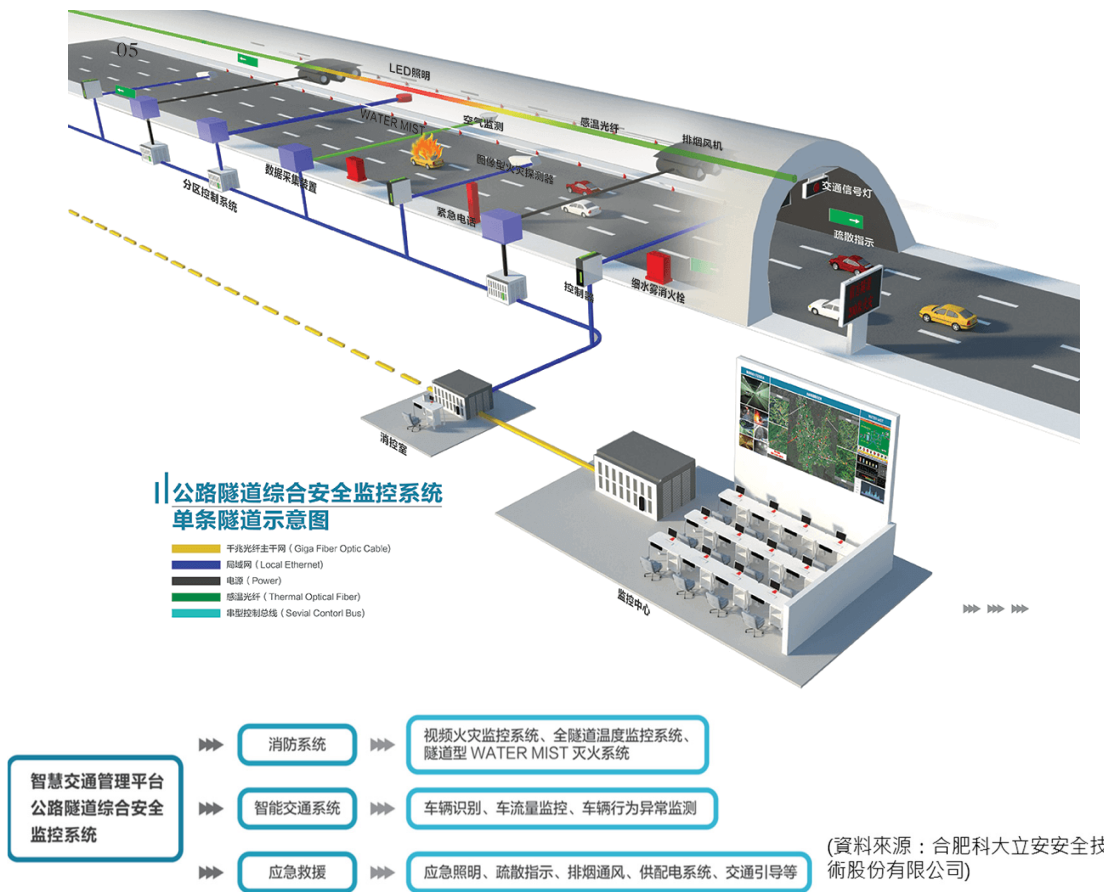 05
LED照明
WATER MIST
空气监测
感温光纤
排烟风机
交通信号灯
疏散指示
图像型火灾探测器
数据采集装置
分区控制系统
紧急电话
控制器
细水雾消火栓
消控室
监控中心
公路隧道综合安全监控系统
单条隧道示意图
千兆光纤主干网（Giga Fiber Optic Cable)
局域网（Local Ethernet)
电源（Power)
感温光纤（Thermal Optical Fiber)
串型控制总线（Sevial Contorl Bus)
智慧交通管理平台
公路隧道综合安全
监控系统
消防系统
视频火灾监控系统、全隧道温度监控系统、
隧道型 WATER MIST 灭火系统
智能交通系统
车辆识别、车流量监控、车辆行为异常监测
应急救援
应急照明、疏散指示、排烟通风、供配电系统、交通引导等
(資料來源：合肥科大立安安全技
術股份有限公司)